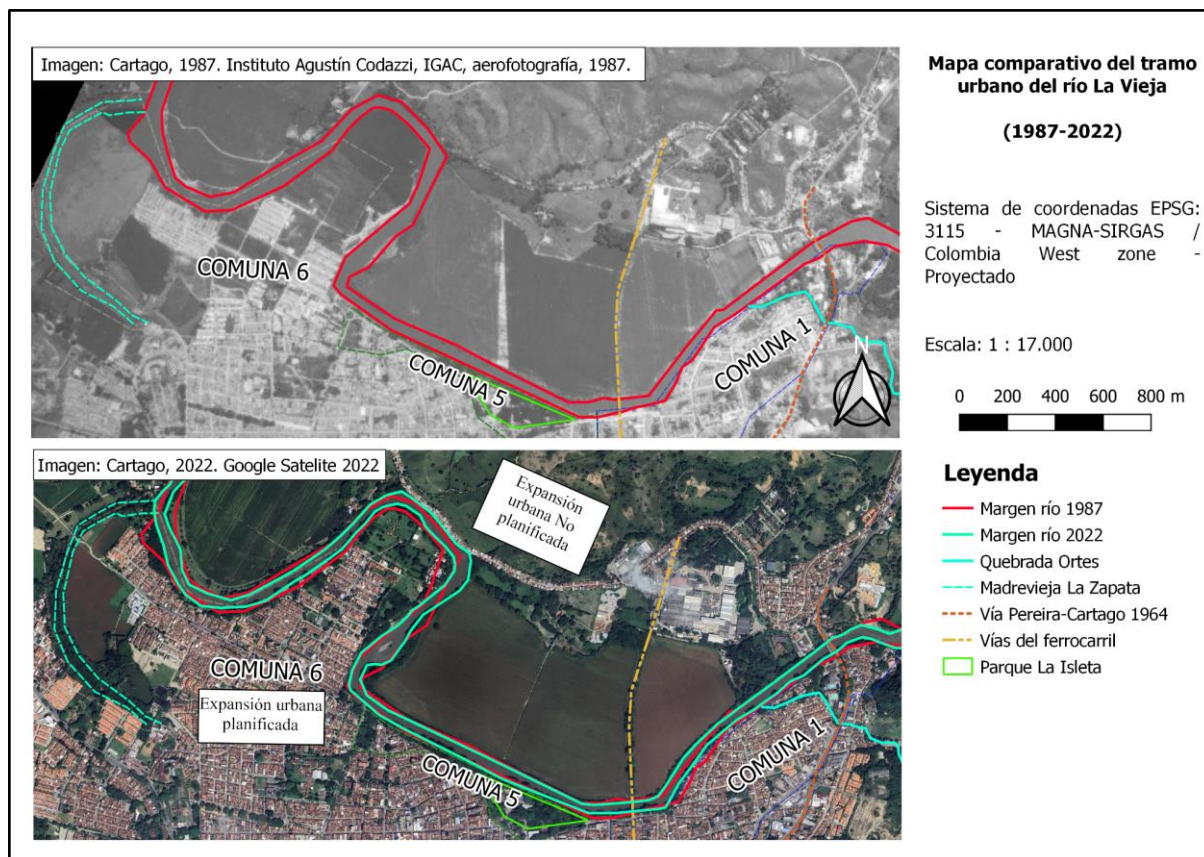 Imagen: Cartago, 1987. Instituto Agustín Codazzi, IGAC, aerofotografía, 1987.
COMUNA 6
COMUNA 5
COMUNA 1
N
Imagen: Cartago, 2022. Google Satelite 2022
Expansión
urbana No
planificada
COMUNA 6
Expansión urbana
planificada
COMUNA 5
COMUNA 1
Mapa comparativo del tramo
urbano del río La Vieja
(1987-2022)
Sistema de coordenadas EPSG:
3115 - MAGNA-SIRGAS /
Colombia West zone -
Proyectado
Escala: 1 : 17.000
0 200 400 600 800 m
Leyenda
Margen río 1987
Margen río 2022
Quebrada Ortes
Madrevieja La Zapata
Vía Pereira-Cartago 1964
Vías del ferrocarril
Parque La Isleta